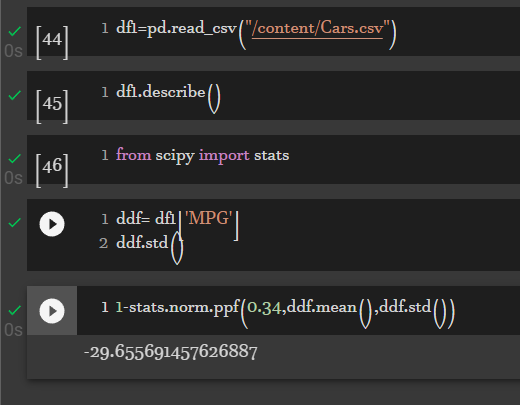 0s [44] 1 df1=pd.read_csv("/content/Cars.csv")
[45] 1 df1.describe()
0s [46] 1 from scipy import stats
1 ddf= df1['MPG']
2 ddf.std()
0s 1 1-stats.norm.ppf(0.34,ddf.mean(),ddf.std())
-29.655691457626887